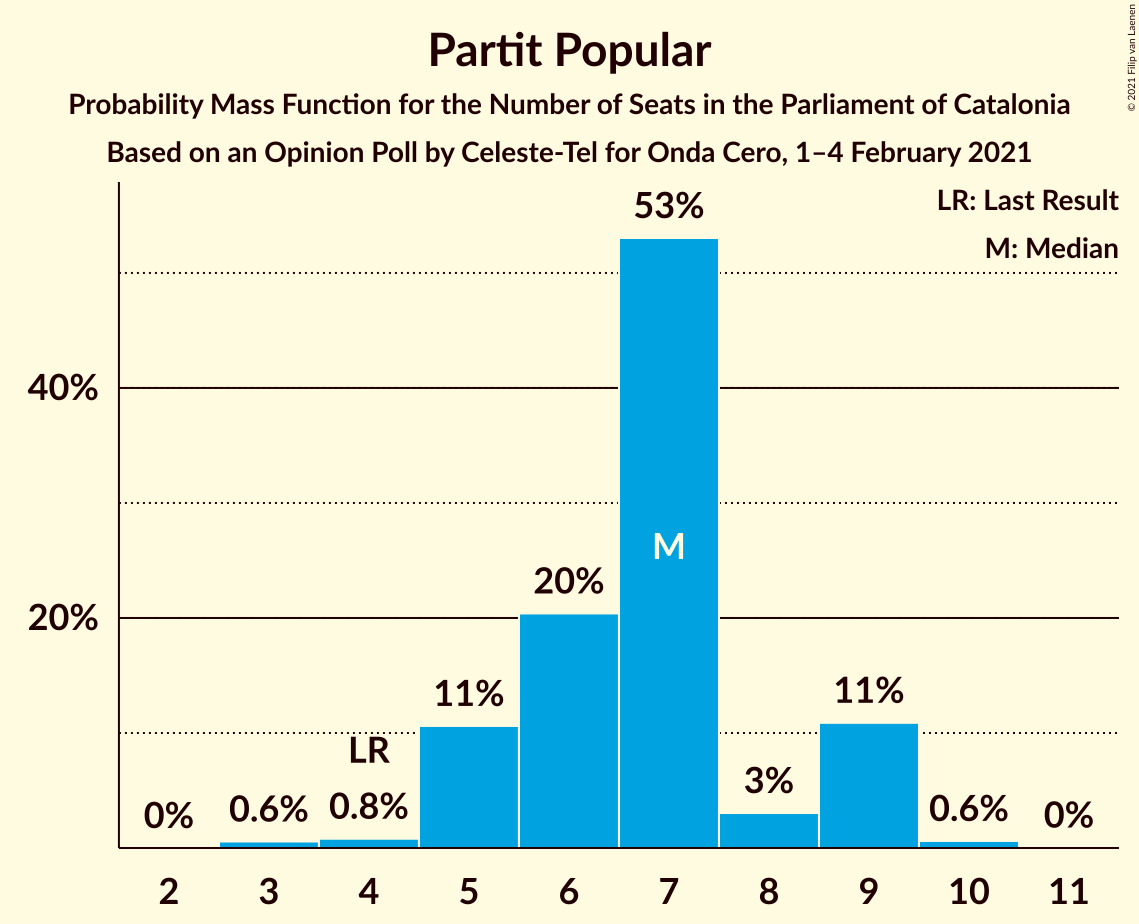 Partit Popular
Probability Mass Function for the Number of Seats in the Parliament of Catalonia
Based on an Opinion Poll by Celeste-Tel for Onda Cero, 1–4 February 2021
© 2021 Filip van Laenen
LR: Last Result
M: Median
53%
40%
M
20%
20%
11%
11%
LR
3%
0%
0.6%
0.8%
0.6%
0%
2 3 4 5 6 7 8 9 10 11